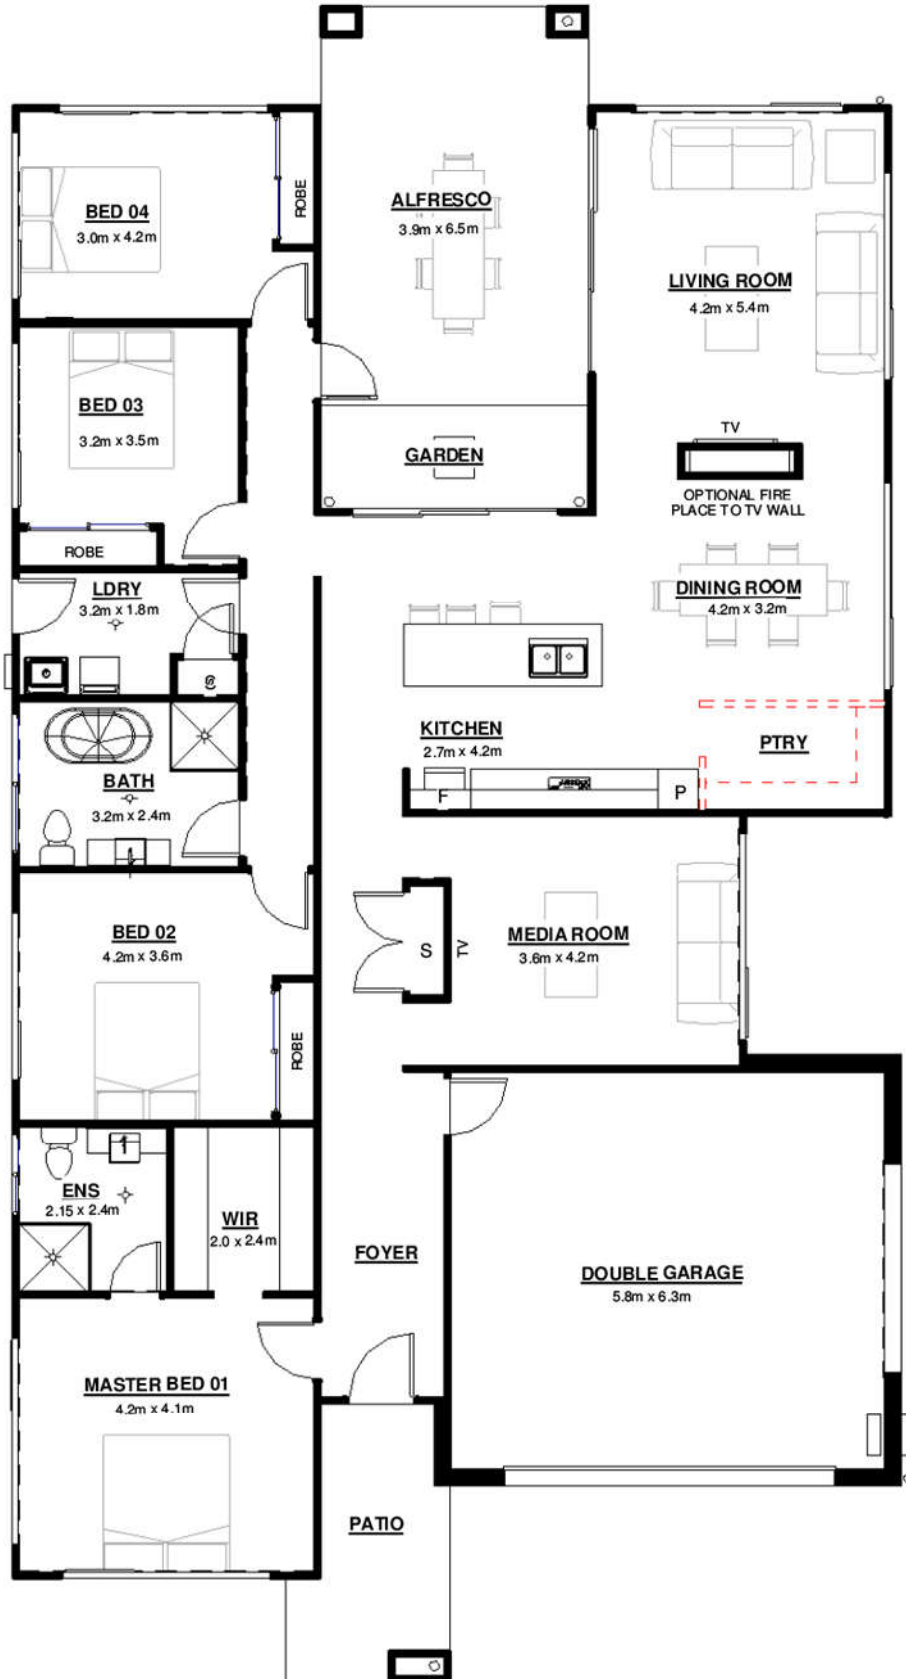 BED 04
3.0m x 4.2m
ROBE
ALFRESCO
3.9m x 6.5m
LIVING ROOM
4.2m x 5.4m
BED 03
3.2m x 3.5m
ROBE
GARDEN
TV
OPTIONAL FIRE
PLACE TO TV WALL
LDRY
3.2m x 1.8m
S
DINING ROOM
4.2m x 3.2m
KITCHEN
2.7m x 4.2m
F
P
PTRY
BATH
3.2m x 2.4m
BED 02
4.2m x 3.6m
ROBE
S
TV
MEDIA ROOM
3.6m x 4.2m
ENS
2.15 x 2.4m
WIR
2.0 x 2.4m
FOYER
DOUBLE GARAGE
5.8m x 6.3m
MASTER BED 01
4.2m x 4.1m
PATIO